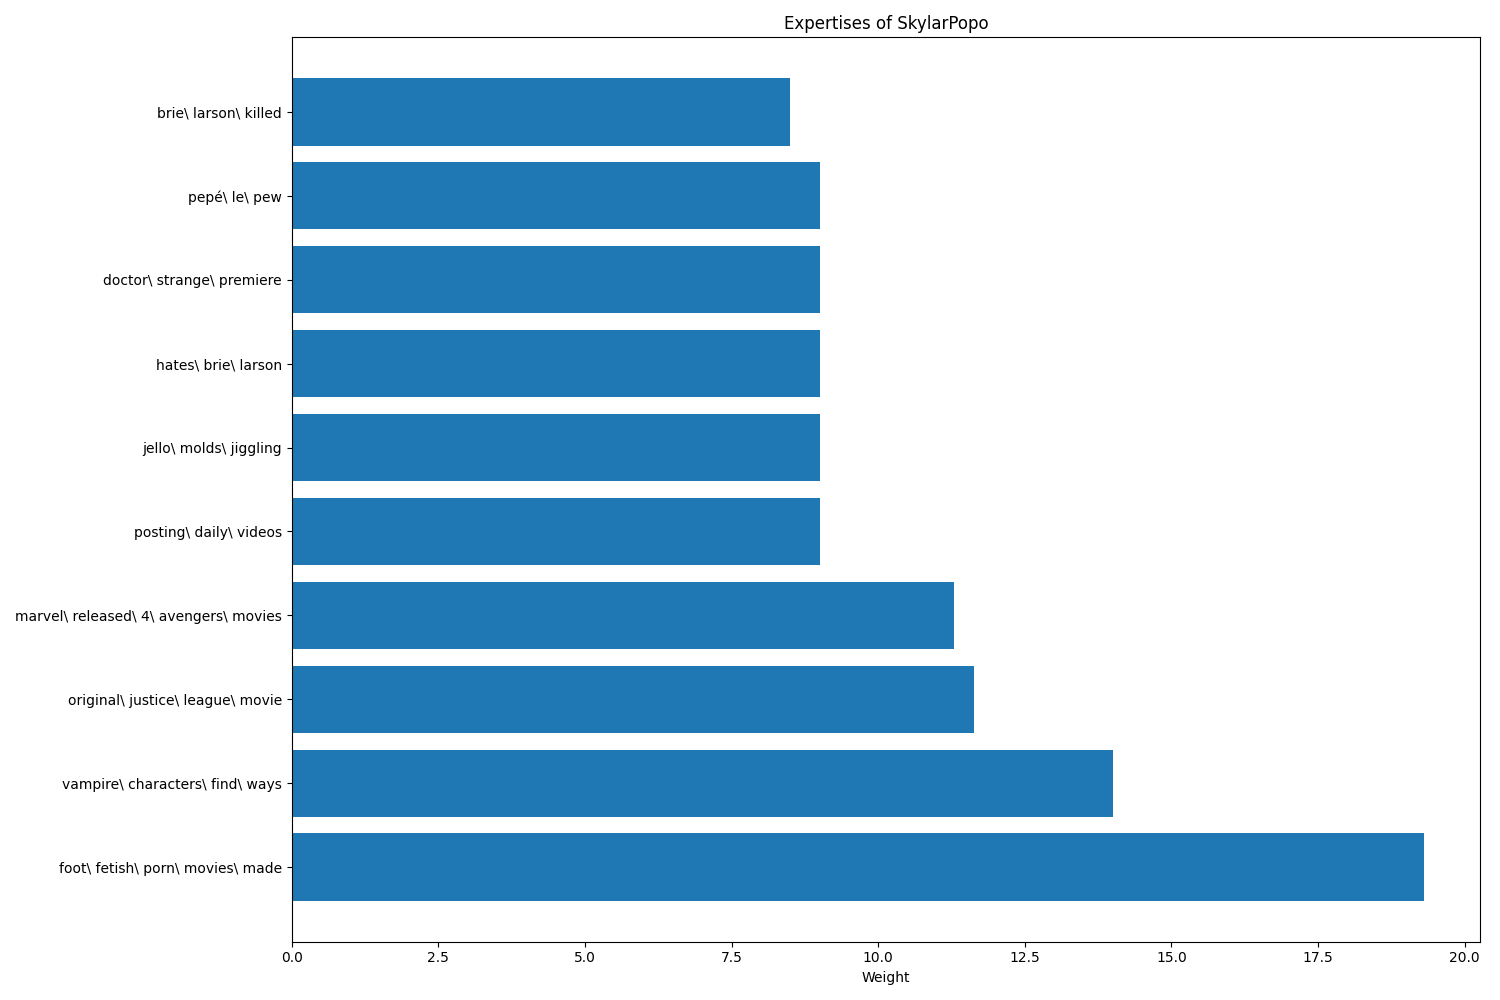 Expertises of SkylarPopo
brie\ larson\ killed
pepé\ le\ pew
doctor\ strange\ premiere
hates\ brie\ larson
jello\ molds\ jiggling
posting\ daily\ videos
marvel\ released\ 4\ avengers\ movies
original\ justice\ league\ movie
vampire\ characters\ find\ ways
foot\ fetish\ porn\ movies\ made
0.0 2.5 5.0 7.5 10.0 12.5 15.0 17.5 20.0
Weight